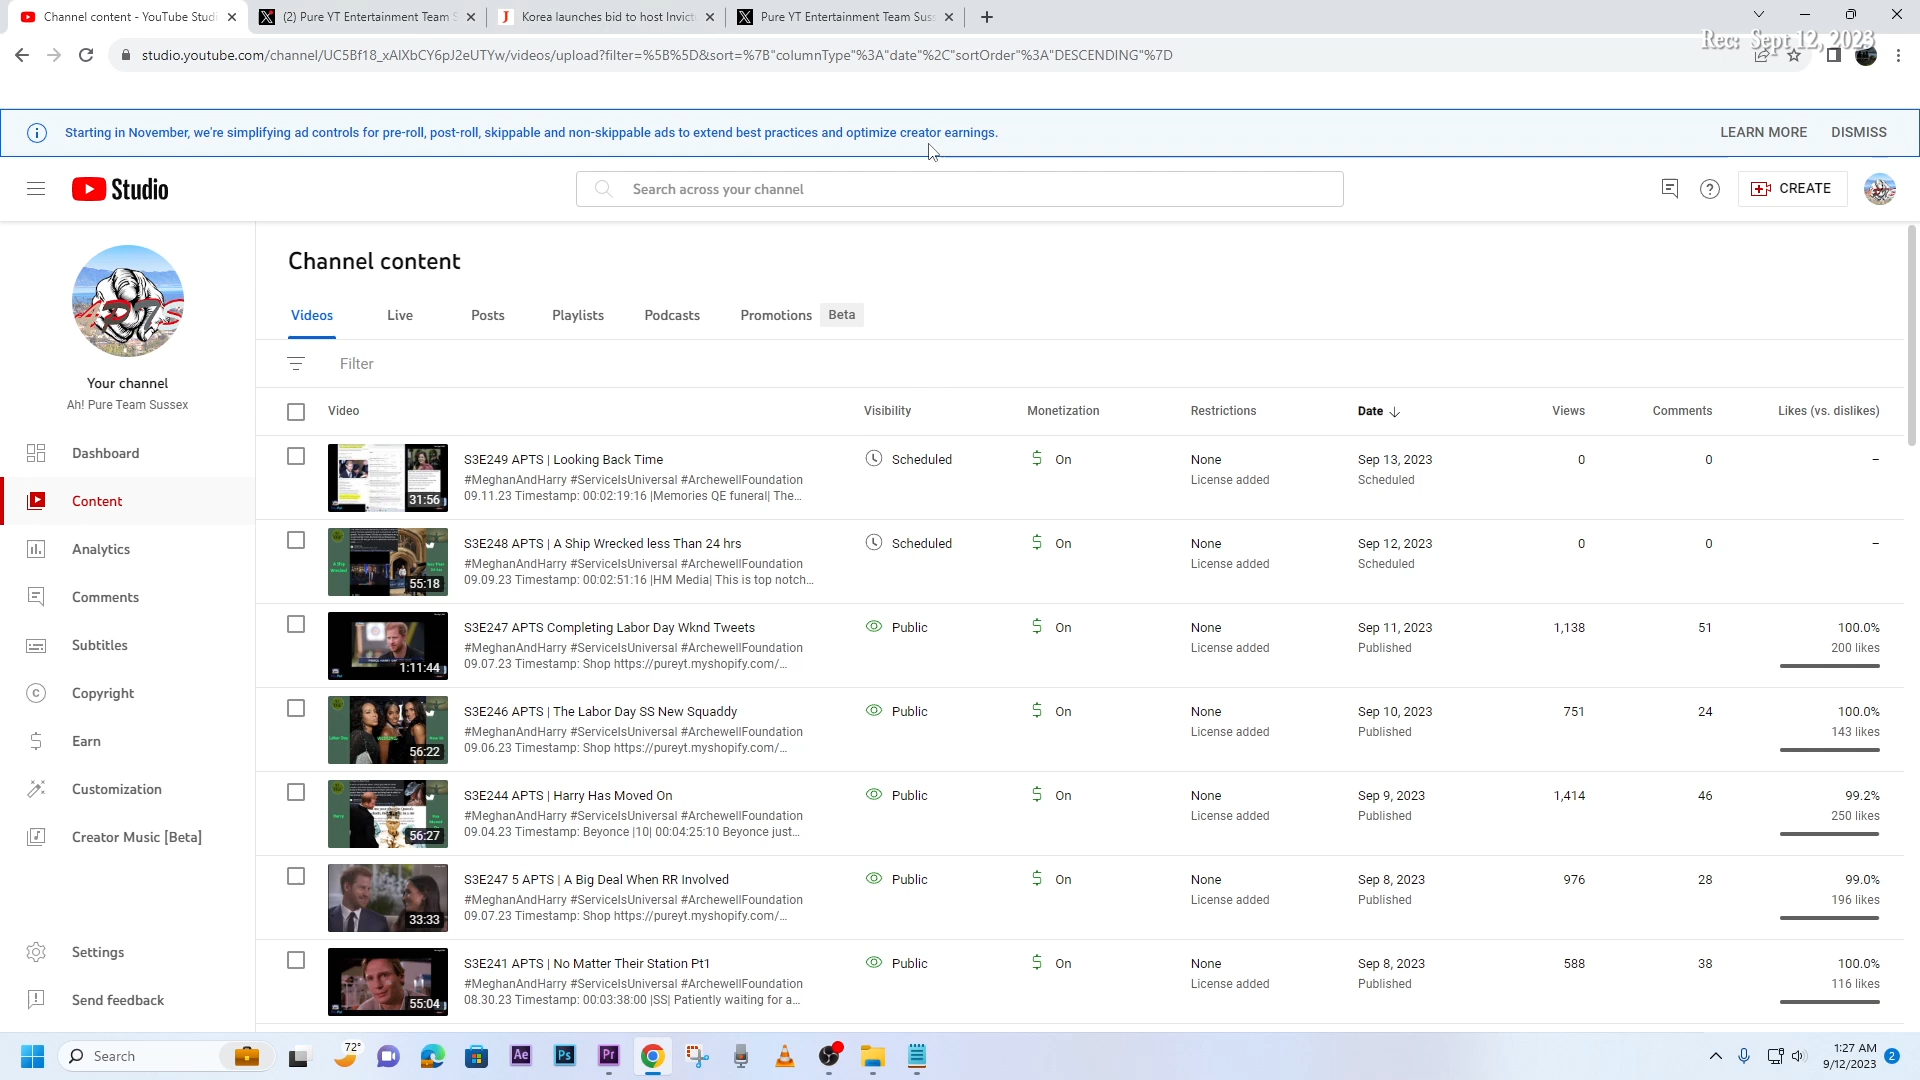 Channel content - YouTube Studi
(2) Pure YT Entertainment Team S
Korea launches bid to host Invict
Pure YT Entertainment Team Suss
Rec: Sept 12, 2023
studio.youtube.com/channel/UC5Bf18_xAlXbCY6pJ2eUTYw/videos/upload?filter=%5B%5D&sort=%7B"columnType"%3A"date"%2C"sortOrder"%3A"DESCENDING"%7D
Starting in November, we're simplifying ad controls for pre-roll, post-roll, skippable and non-skippable ads to extend best practices and optimize creator earnings.
LEARN MORE
DISMISS
Studio
Search across your channel
CREATE
Your channel
Ah! Pure Team Sussex
Dashboard
Content
Analytics
Comments
Subtitles
Copyright
Earn
Customization
Creator Music [Beta]
Settings
Send feedback
Channel content
Videos Live Posts Playlists Podcasts Promotions Beta
Filter
Video Visibility Monetization Restrictions Date Views Comments Likes (vs. dislikes)
S3E249 APTS | Looking Back Time Scheduled On None Sep 13, 2023 0 0 –
#MeghanAndHarry #ServiceIsUniversal #ArchewellFoundation License added Scheduled
31:56 09.11.23 Timestamp: 00:02:19:16 |Memories QE funeral| The...
S3E248 APTS | A Ship Wrecked less Than 24 hrs Scheduled On None Sep 12, 2023 0 0 –
#MeghanAndHarry #ServiceIsUniversal #ArchewellFoundation License added Scheduled
55:18 09.09.23 Timestamp: 00:02:51:16 |HM Media| This is top notch...
S3E247 APTS Completing Labor Day Wknd Tweets Public On None Sep 11, 2023 1,138 51 100.0%
#MeghanAndHarry #ServiceIsUniversal #ArchewellFoundation License added Published 200 likes
1:11:44 09.07.23 Timestamp: Shop https://pureyt.myshopify.com/...
S3E246 APTS | The Labor Day SS New Squaddy Public On None Sep 10, 2023 751 24 100.0%
#MeghanAndHarry #ServiceIsUniversal #ArchewellFoundation License added Published 143 likes
56:22 09.06.23 Timestamp: Shop https://pureyt.myshopify.com/...
S3E244 APTS | Harry Has Moved On Public On None Sep 9, 2023 1,414 46 99.2%
#MeghanAndHarry #ServiceIsUniversal #ArchewellFoundation License added Published 250 likes
56:27 09.04.23 Timestamp: Beyonce |10| 00:04:25:10 Beyonce just...
S3E247 5 APTS | A Big Deal When RR Involved Public On None Sep 8, 2023 976 28 99.0%
#MeghanAndHarry #ServiceIsUniversal #ArchewellFoundation License added Published 196 likes
33:33 09.07.23 Timestamp: Shop https://pureyt.myshopify.com/...
S3E241 APTS | No Matter Their Station Pt1 Public On None Sep 8, 2023 588 38 100.0%
#MeghanAndHarry #ServiceIsUniversal #ArchewellFoundation License added Published 116 likes
55:04 08.30.23 Timestamp: 00:03:38:00 |SS| Patiently waiting for a...
Search
72°
Ae
Ps
Pr
1:27 AM
9/12/2023
2